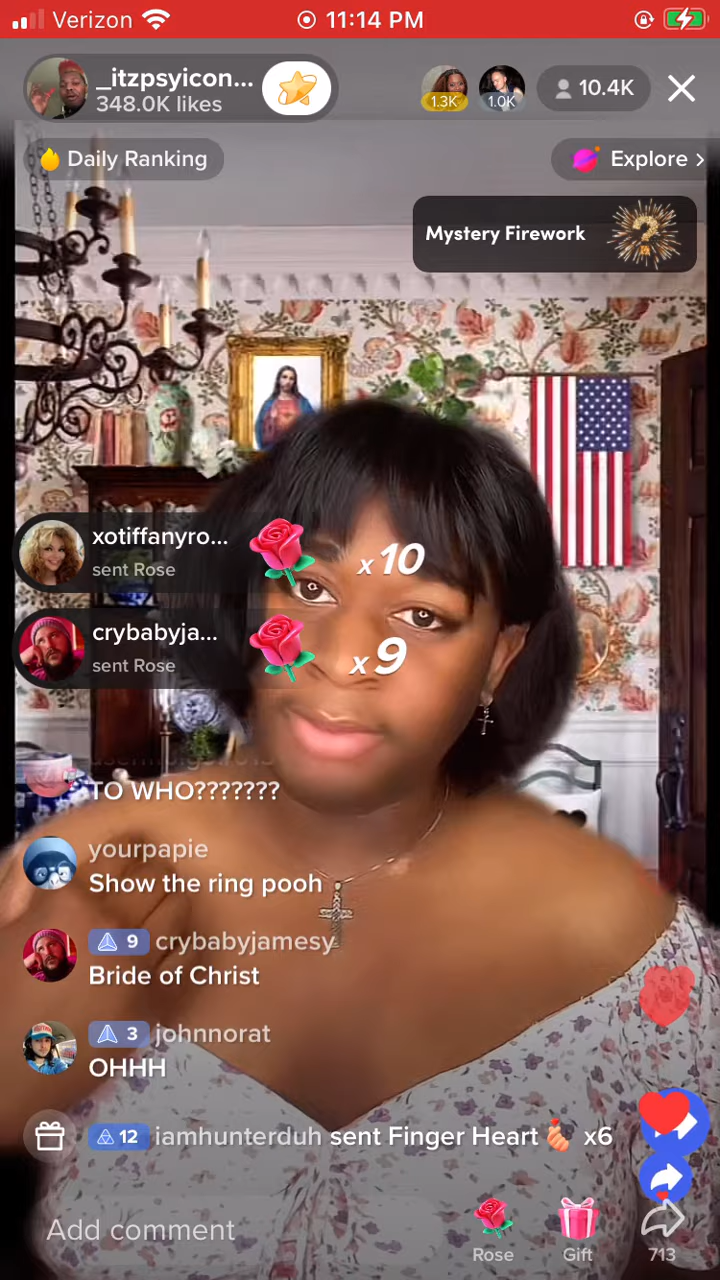 Verizon
11:14 PM
_itzpsyicon...
348.0K likes
1.3K
1.0K
10.4K
Daily Ranking
Explore >
Mystery Firework
?
xotiffanyro...
sent Rose
x10
crybabyja...
sent Rose
x9
TO WHO???????
yourpapie
Show the ring pooh
9 crybabyjamesy
Bride of Christ
3 johnnorat
OHHH
12 iamhunterduh sent Finger Heart x6
Add comment
Rose
Gift
713